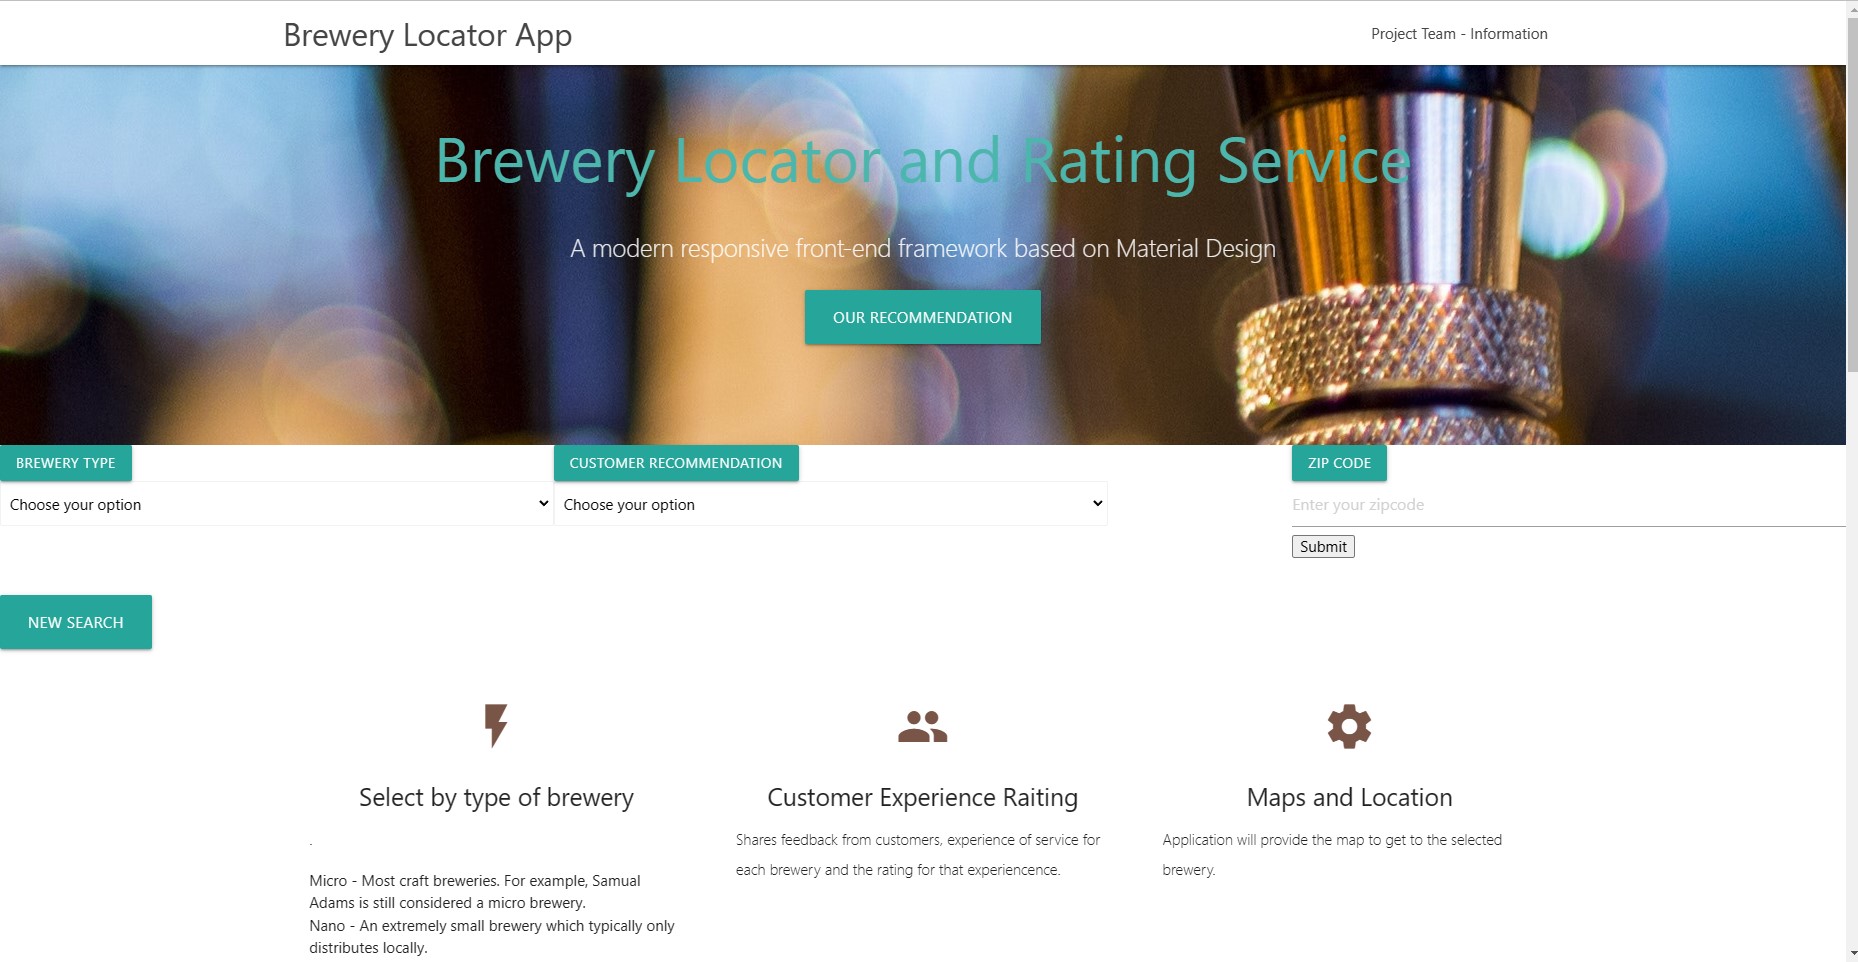 Brewery Locator App
Project Team - Information
Brewery Locator and Rating Service
A modern responsive front-end framework based on Material Design
OUR RECOMMENDATION
BREWERY TYPE
Choose your option
CUSTOMER RECOMMENDATION
Choose your option
ZIP CODE
Enter your zipcode
Submit
NEW SEARCH
Select by type of brewery
.
Micro - Most craft breweries. For example, Samual
Adams is still considered a micro brewery.
Nano - An extremely small brewery which typically only
distributes locally.
Customer Experience Raiting
Shares feedback from customers, experience of service for
each brewery and the rating for that experiencence.
Maps and Location
Application will provide the map to get to the selected
brewery.